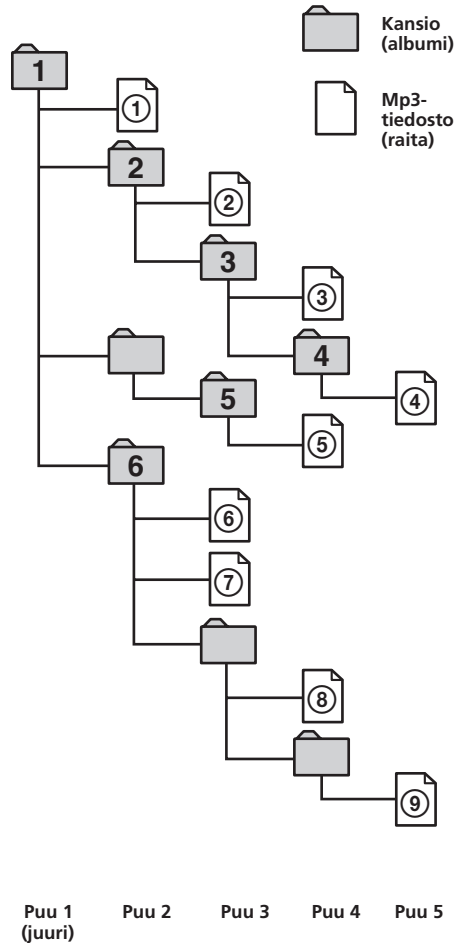 Kansio
(albumi)
Mp3-
tiedosto
(raita)
1
①
2
②
3
③
4
④
5
⑤
6
⑥
⑦
⑧
⑨
Puu 1 Puu 2 Puu 3 Puu 4 Puu 5
(juuri)